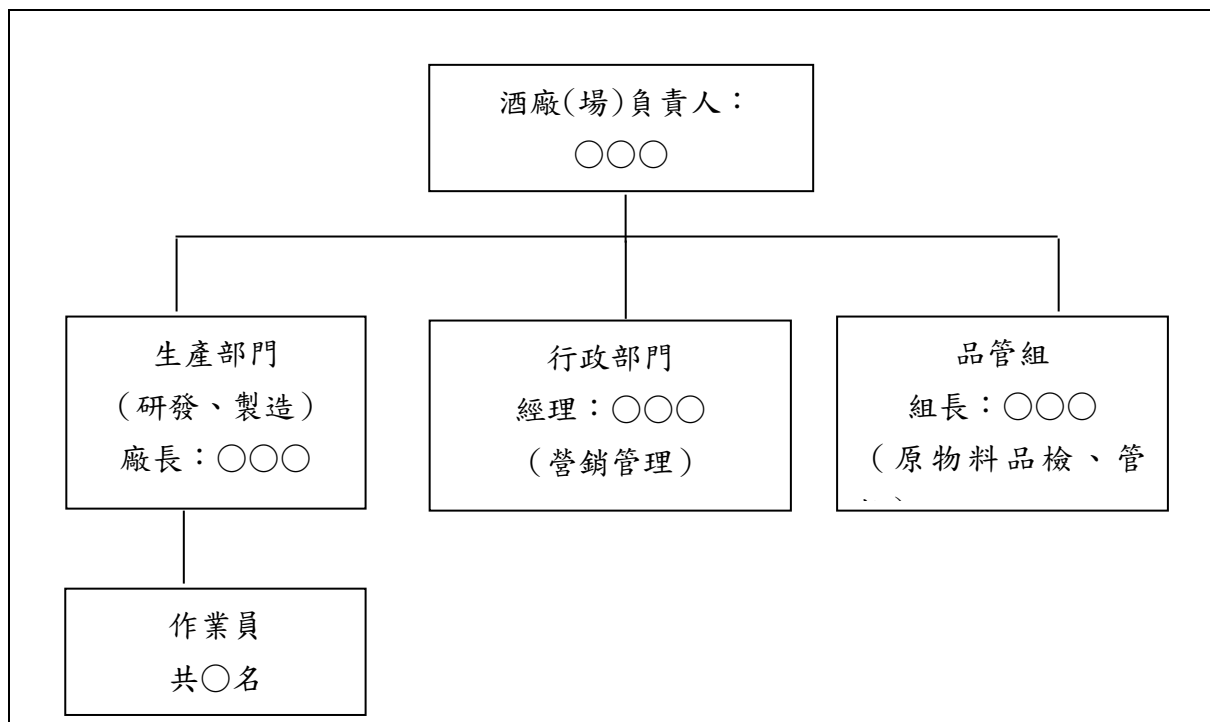 酒廠(場)負責人：
○○○
生產部門
（研發、製造）
廠長：○○○
行政部門
經理：○○○
（營銷管理）
品管組
組長：○○○
（原物料品檢、管
作業員
共○名